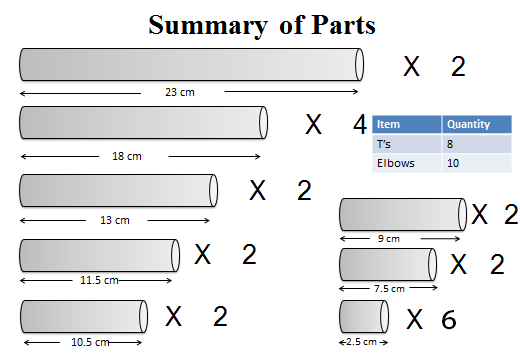 Summary of Parts
X 2
23 cm
X 4
18 cm
Item Quantity
T's 8
Elbows 10
X 2
13 cm
X 2
9 cm
X 2
11.5 cm
X 2
7.5 cm
X 2
10.5 cm
X 6
2.5 cm